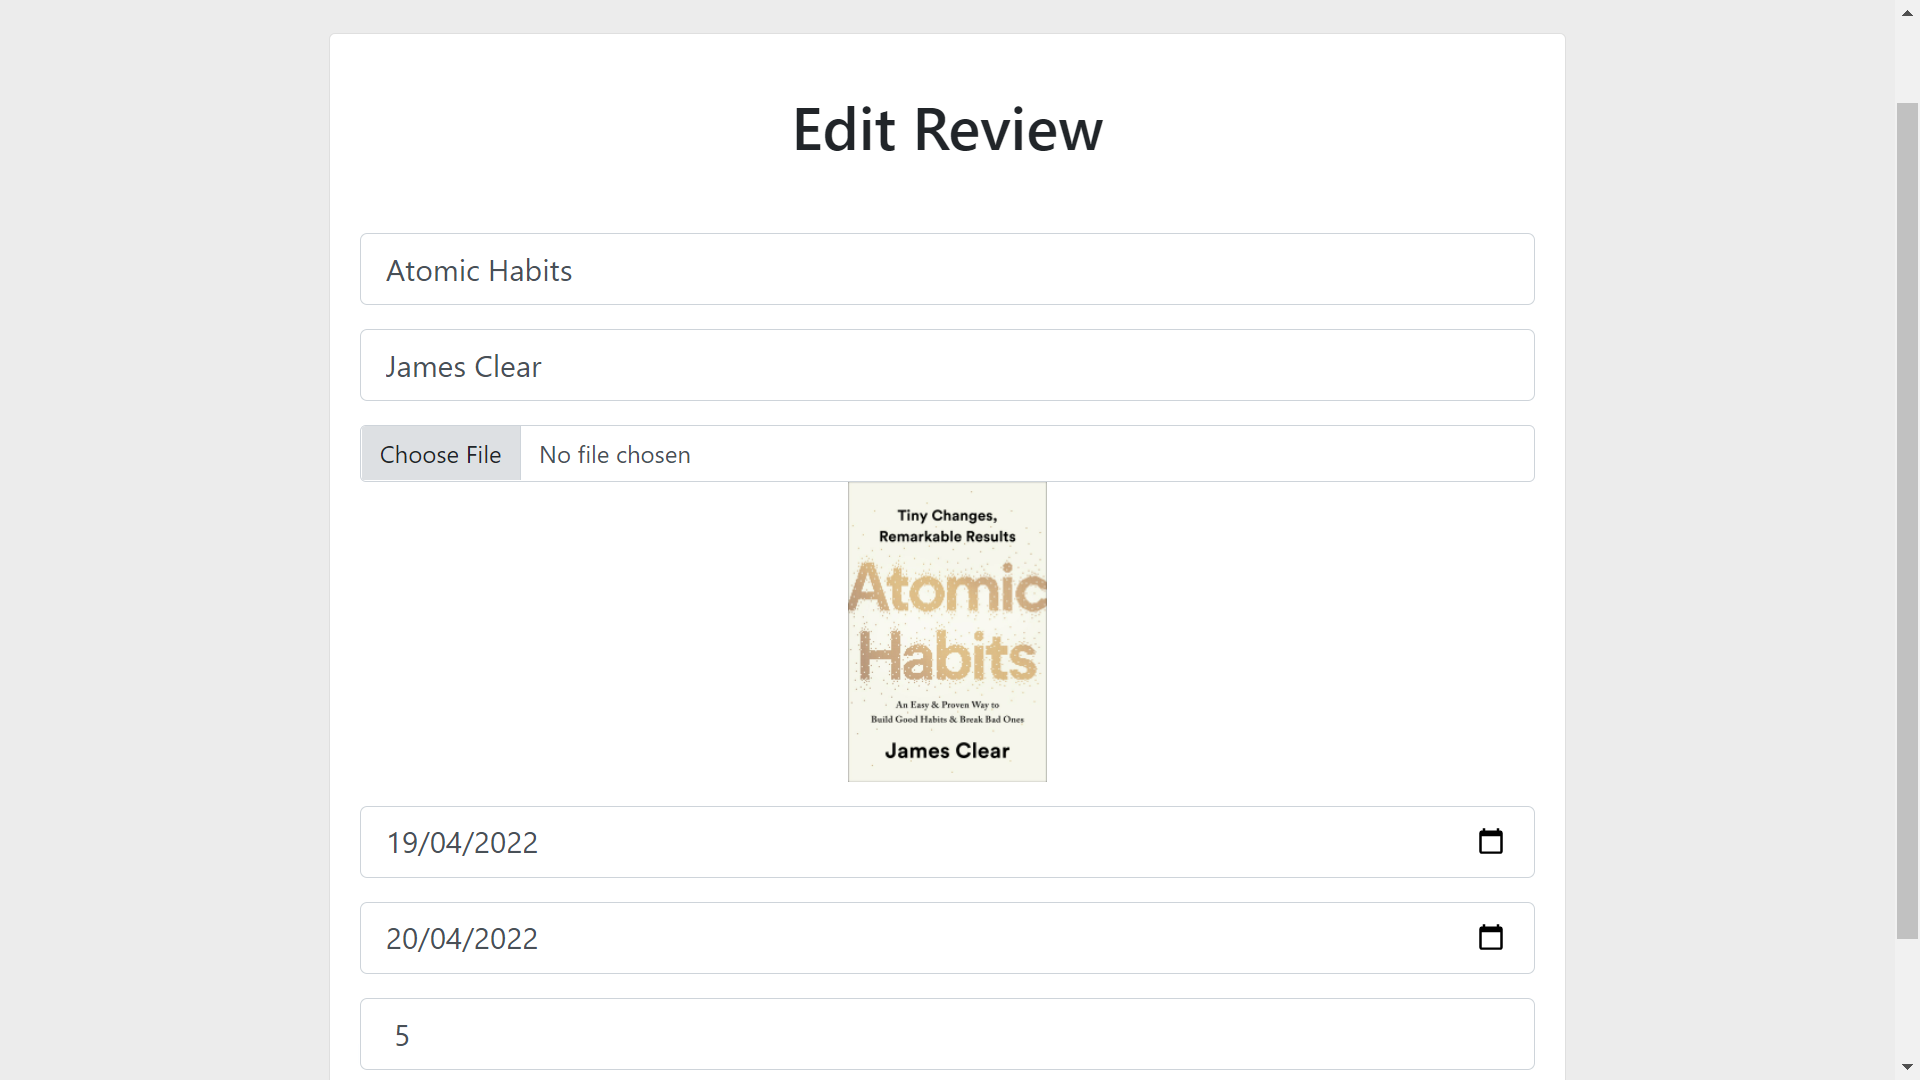 Edit Review
Atomic Habits
James Clear
Choose File No file chosen
Tiny Changes,
Remarkable Results
Atomic
Habits
An Easy & Proven Way to
Build Good Habits & Break Bad Ones
James Clear
19/04/2022
20/04/2022
5